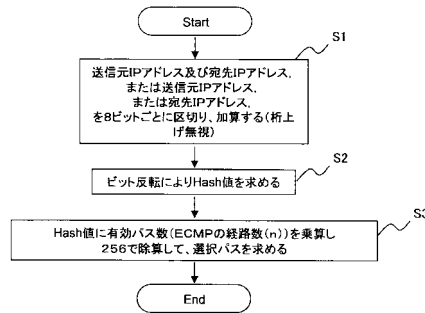 Start
S1
送信元IPアドレス及び宛先IPアドレス,
または送信元IPアドレス,
または宛先IPアドレス,
を8ビットごとに区切り、加算する(桁上
げ無視)
S2
ビット反転によりHash値を求める
S3
Hash値に有効パス数(ECMPの経路数(n))を乗算し
256で除算して、選択パスを求める
End